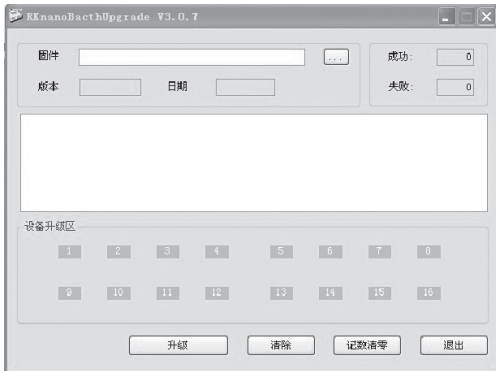 RKnanoBacthUpgrade V3.0.7
固件 ... 成功: 0
版本 日期 失败: 0
设备升级区
1 2 3 4 5 6 7 8
9 10 11 12 13 14 15 16
升级 清除 记数清零 退出